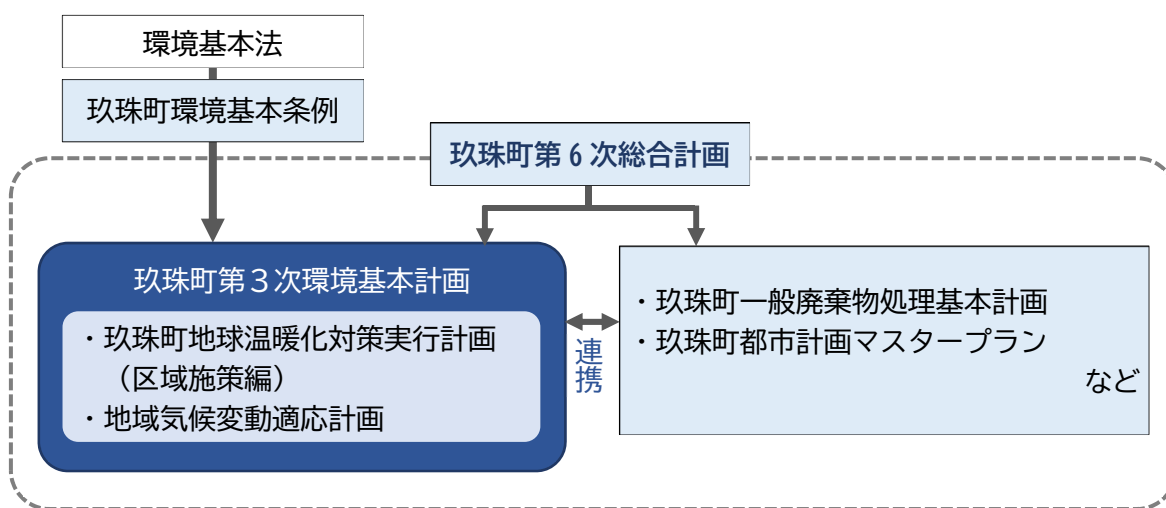 環境基本法
玖珠町環境基本条例
玖珠町第6次総合計画
玖珠町第３次環境基本計画
・玖珠町地球温暖化対策実行計画
（区域施策編）
・地域気候変動適応計画
連携
・玖珠町一般廃棄物処理基本計画
・玖珠町都市計画マスタープラン
など